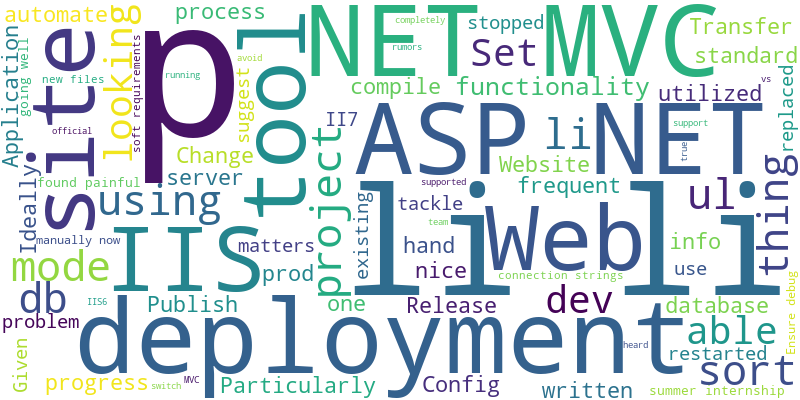 automate
process
NET MVC
completely
rumors
stopped
Transfer
Set
standard
site
looking
p
tool
going well
new files
soft requirements
running
avoid
suggest
compile
functionality
utilized
vs
Application
official
II7
ASP
li
NET
support
true
replaced
Change
Website
Ideally
found painful
server
project
supported
frequent
ul
thing
using
existing
tackle
team
manually now
IIS
matters
hand
Web
info
li li
mode
prod
nice
connection strings
use
db
IIS6
Publish
one
Release
dev
database
Ensure debug
problem
deployment
heard
able
restarted
Given
progress
switch
MVC
Particularly
Config
written
sort
summer internship